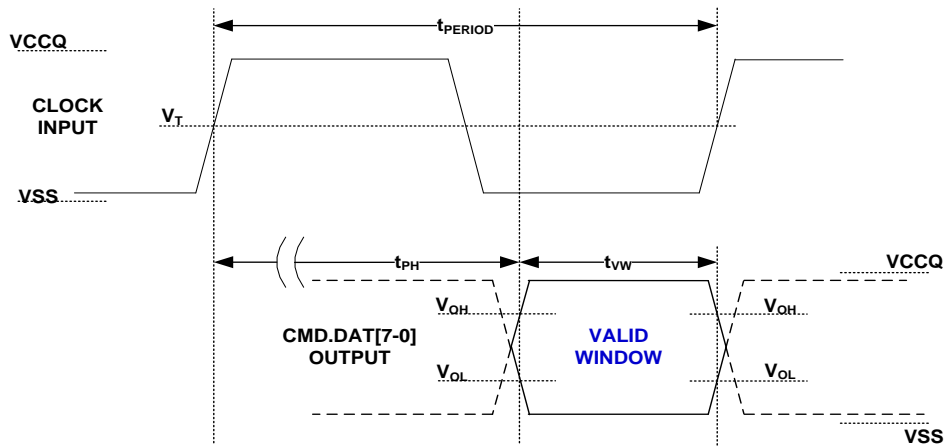 tPERIOD
VCCQ
CLOCK
INPUT
VT
VSS
tPH
tVW
VCCQ
VOH
VOH
CMD.DAT[7-0]
OUTPUT
VALID
WINDOW
VOL
VOL
VSS